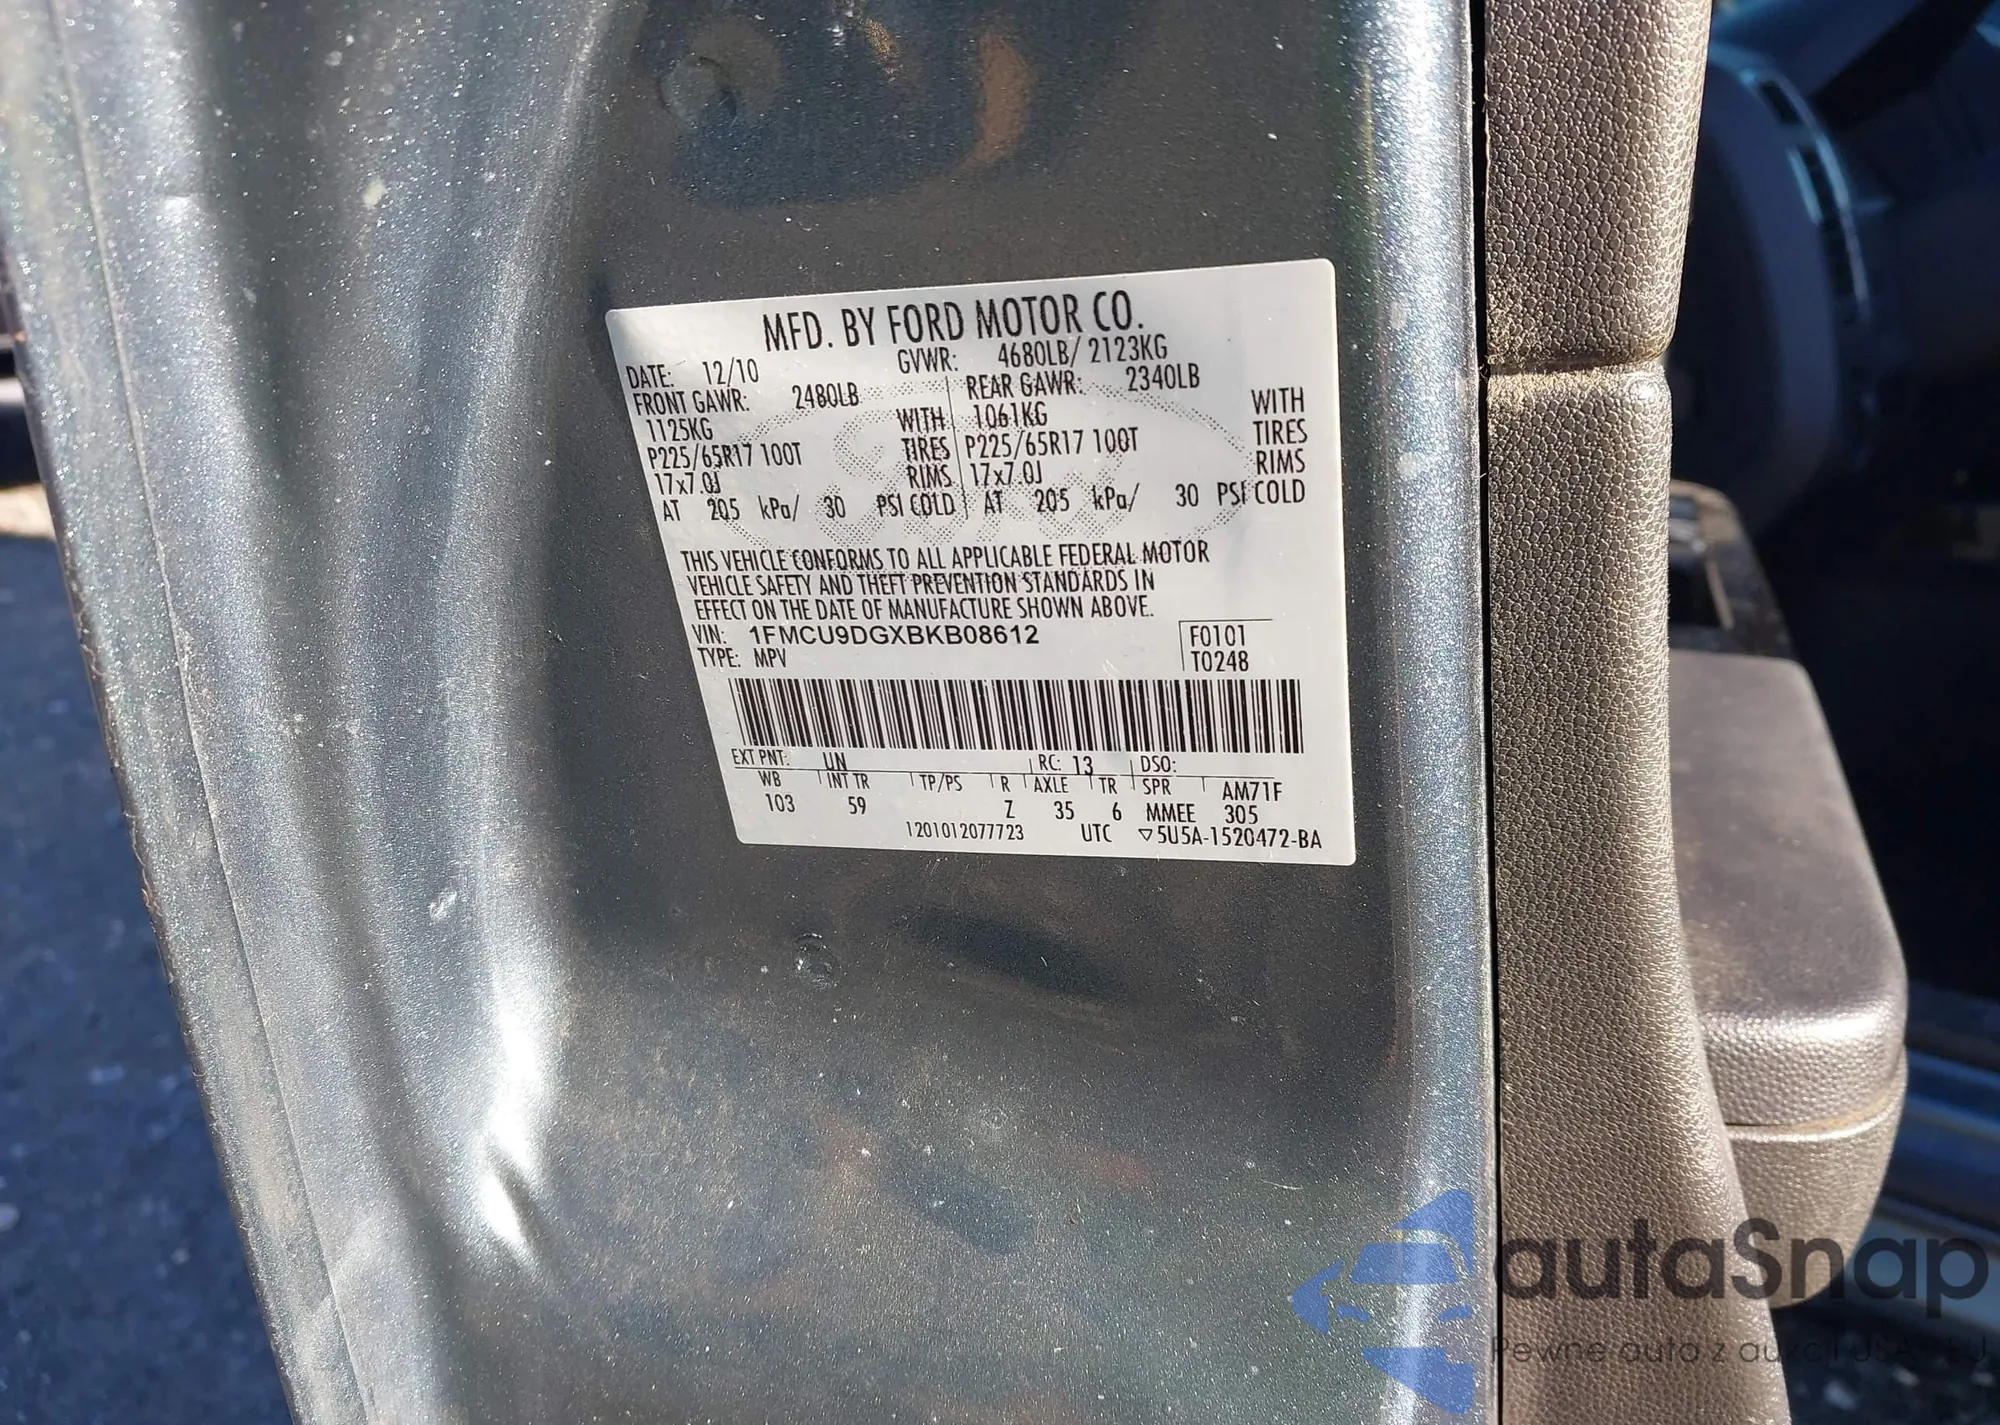 MFD. BY FORD MOTOR CO.
DATE: 12/10 GVWR: 4680LB/ 2123KG
FRONT GAWR: 2480LB REAR GAWR: 2340LB
1125KG WITH 1061KG WITH
P225/65R17 100T TIRES P225/65R17 100T TIRES
17x7.0J RIMS 17x7.0J RIMS
AT 205 kPa/ 30 PSI COLD AT 205 kPa/ 30 PSI COLD
THIS VEHICLE CONFORMS TO ALL APPLICABLE FEDERAL MOTOR
VEHICLE SAFETY AND THEFT PREVENTION STANDARDS IN
EFFECT ON THE DATE OF MANUFACTURE SHOWN ABOVE.
VIN: 1FMCU9DGXBKB08612 F0101
TYPE: MPV T0248
EXT PNT: UN RC: 13 DSO:
WB INT TR TP/PS R AXLE TR SPR AM71F
103 59 Z 35 6 MMEE 305
1201012077723 UTC ▽5U5A-1520472-BA
autaSnap
Pewne auta z aukcji USA